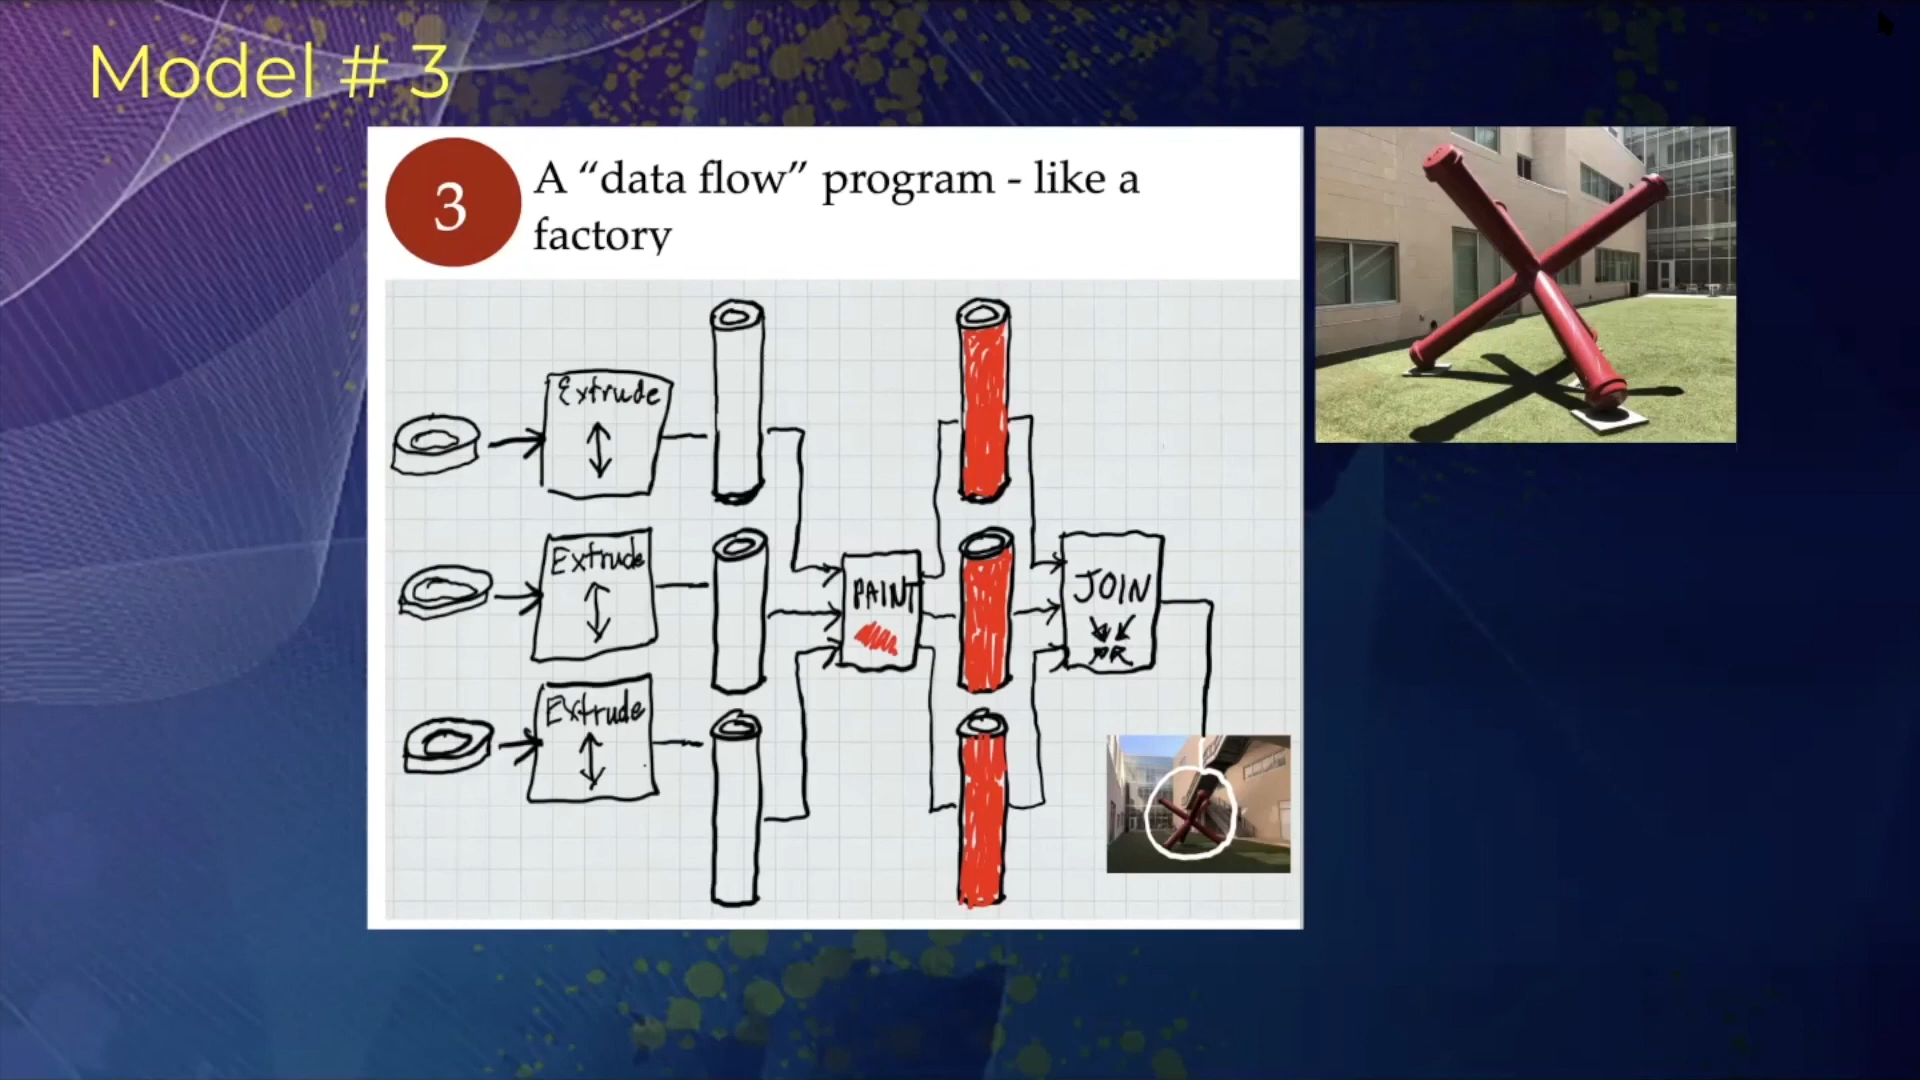 Model # 3
3
A “data flow” program - like a
factory
Extrude
Extrude
Extrude
PAINT
JOIN